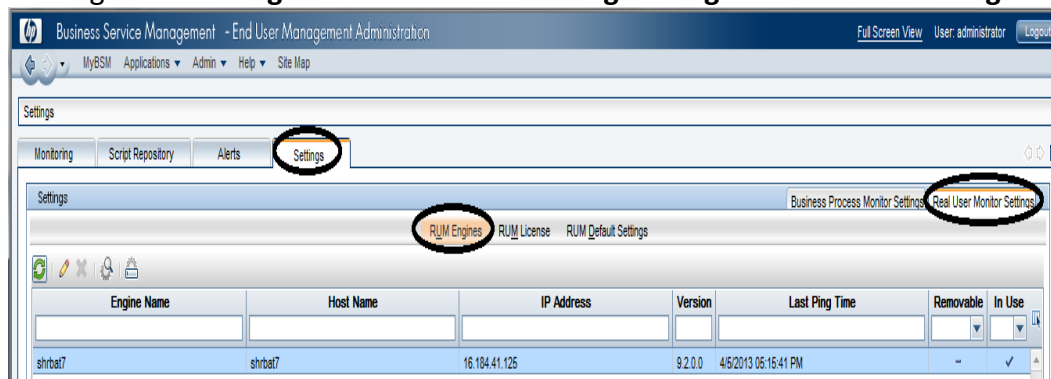 hp Business Service Management - End User Management Administration Full Screen View User: administrator Logout
MyBSM Applications Admin Help Site Map
Settings
Monitoring Script Repository Alerts Settings
Settings Business Process Monitor Settings Real User Monitor Settings
RUM Engines RUM License RUM Default Settings
Engine Name Host Name IP Address Version Last Ping Time Removable In Use
shrbat7 shrbat7 16.184.41.125 9.2.0.0 4/5/2013 05:15:41 PM –